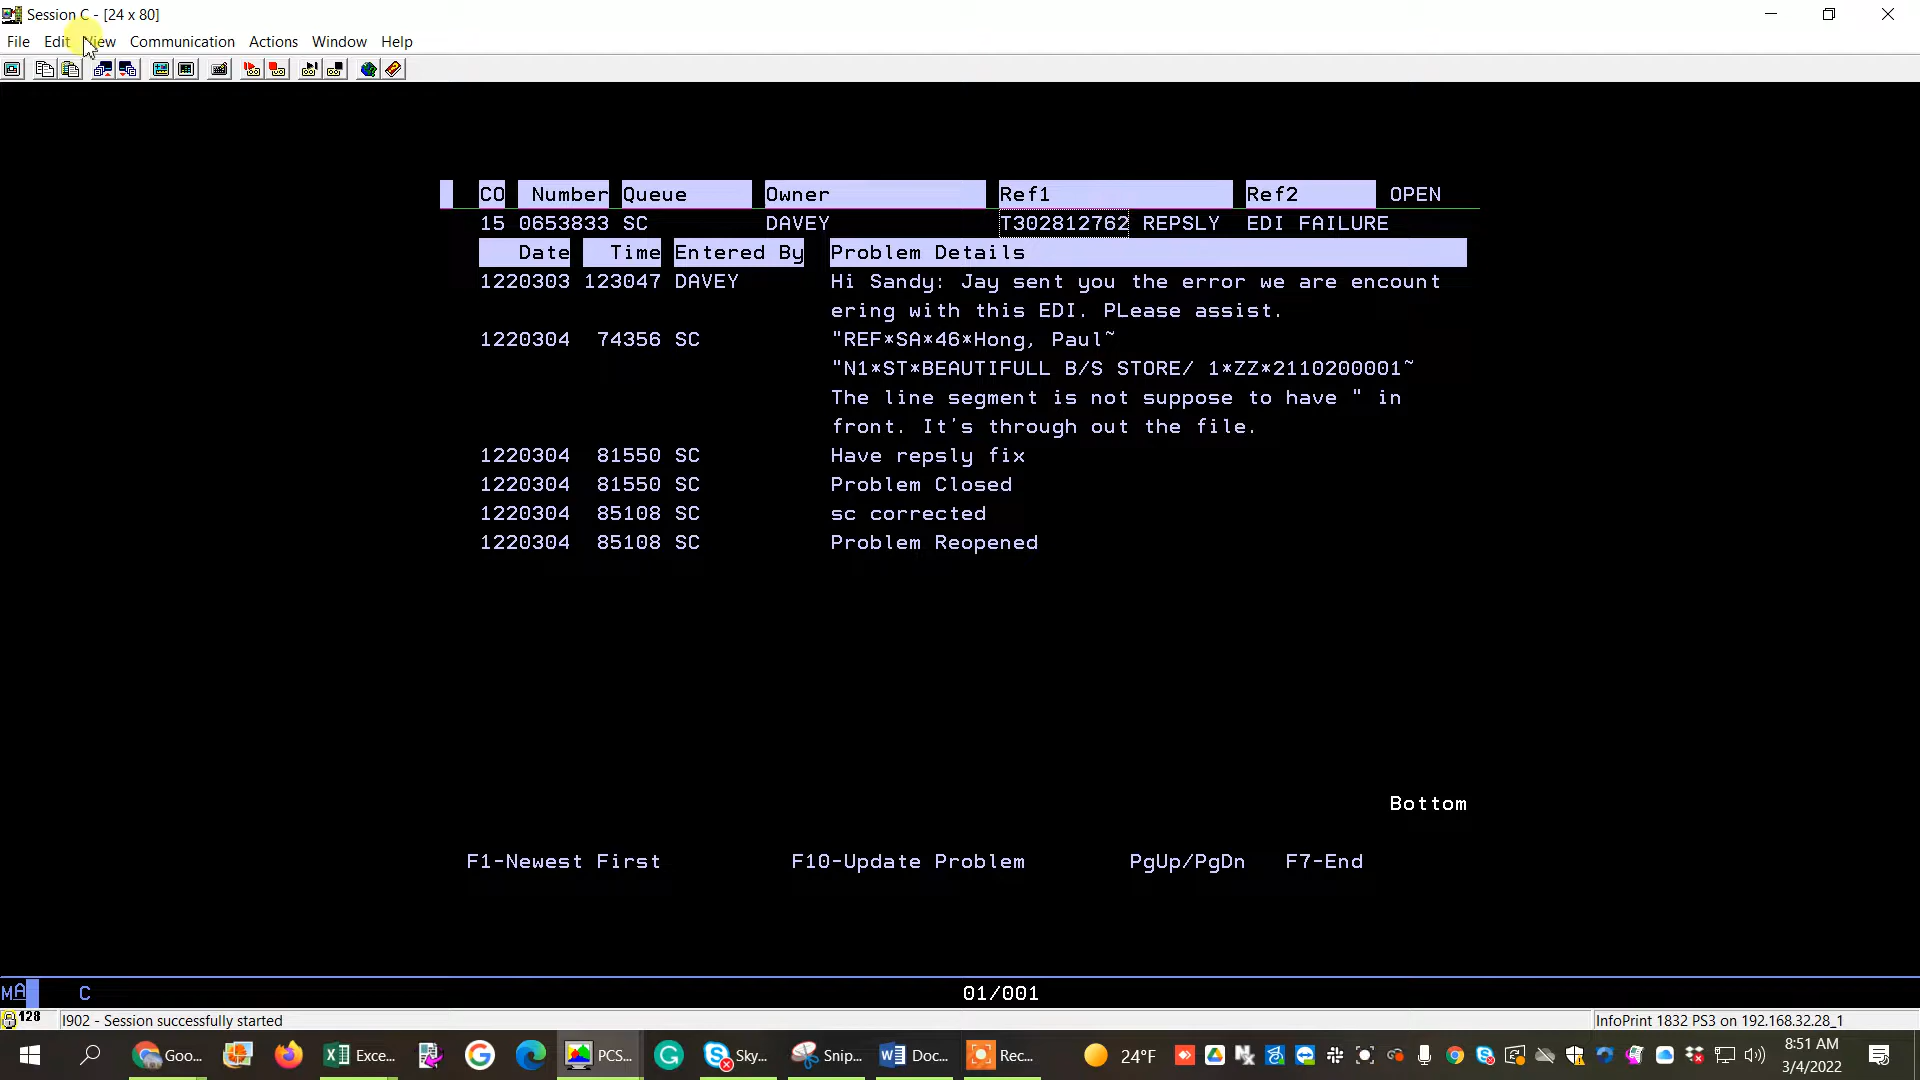 Session C - [24 x 80]
File Edit View Communication Actions Window Help
CO Number Queue Owner Ref1 Ref2 OPEN
15 0653833 SC DAVEY T302812762 REPSLY EDI FAILURE
Date Time Entered By Problem Details
1220303 123047 DAVEY Hi Sandy: Jay sent you the error we are encount
ering with this EDI. PLease assist.
1220304 74356 SC "REF*SA*46*Hong, Paul~
"N1*ST*BEAUTIFULL B/S STORE/ 1*ZZ*2110200001~
The line segment is not suppose to have " in
front. It's through out the file.
1220304 81550 SC Have repsly fix
1220304 81550 SC Problem Closed
1220304 85108 SC sc corrected
1220304 85108 SC Problem Reopened
Bottom
F1-Newest First F10-Update Problem PgUp/PgDn F7-End
MA C 01/001
128 I902 - Session successfully started InfoPrint 1832 PS3 on 192.168.32.28_1
Goo... Exce... PCS... Sky... Snip... Doc... Rec... 24°F 8:51 AM
3/4/2022